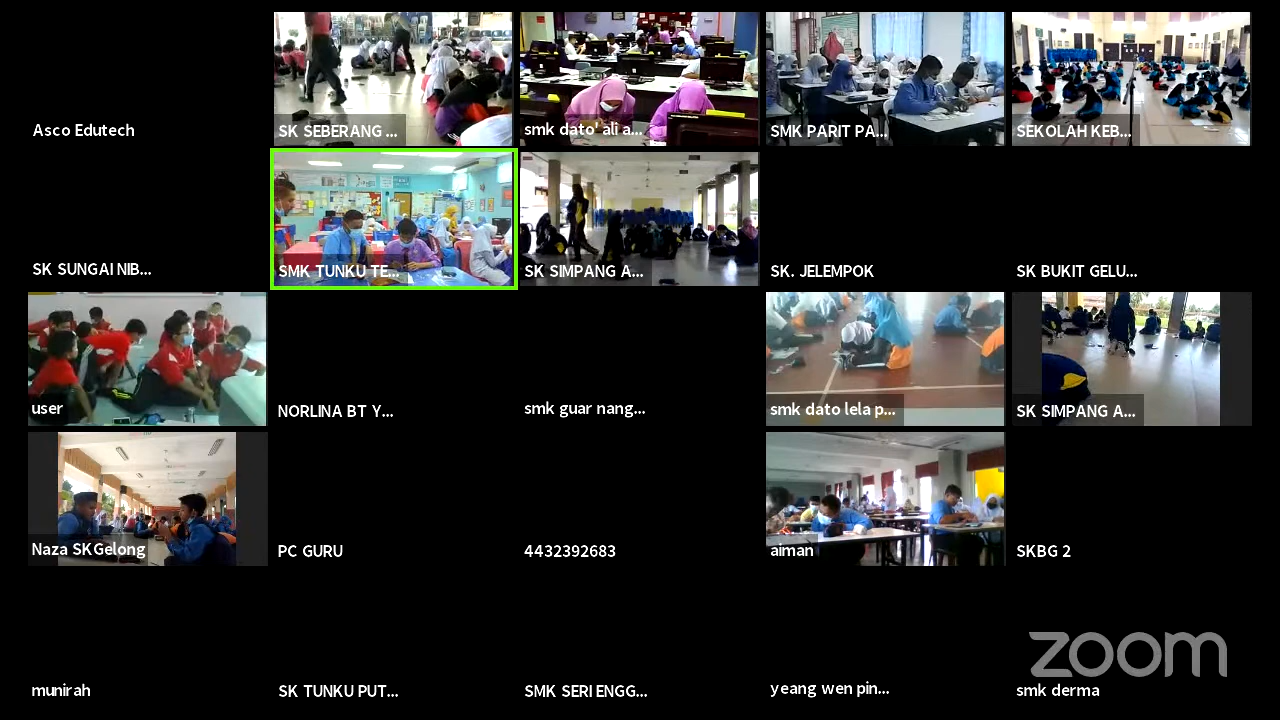 Asco Edutech
SK SEBERANG ...
smk dato' ali a...
SMK PARIT PA...
SEKOLAH KEB...
SK SUNGAI NIB...
SMK TUNKU TE...
SK SIMPANG A...
SK. JELEMPOK
SK BUKIT GELU...
user
NORLINA BT Y...
smk guar nang...
smk dato lela p...
SK SIMPANG A...
Naza SKGelong
PC GURU
4432392683
aiman
SKBG 2
munirah
SK TUNKU PUT...
SMK SERI ENGG...
yeang wen pin...
smk derma
zoom